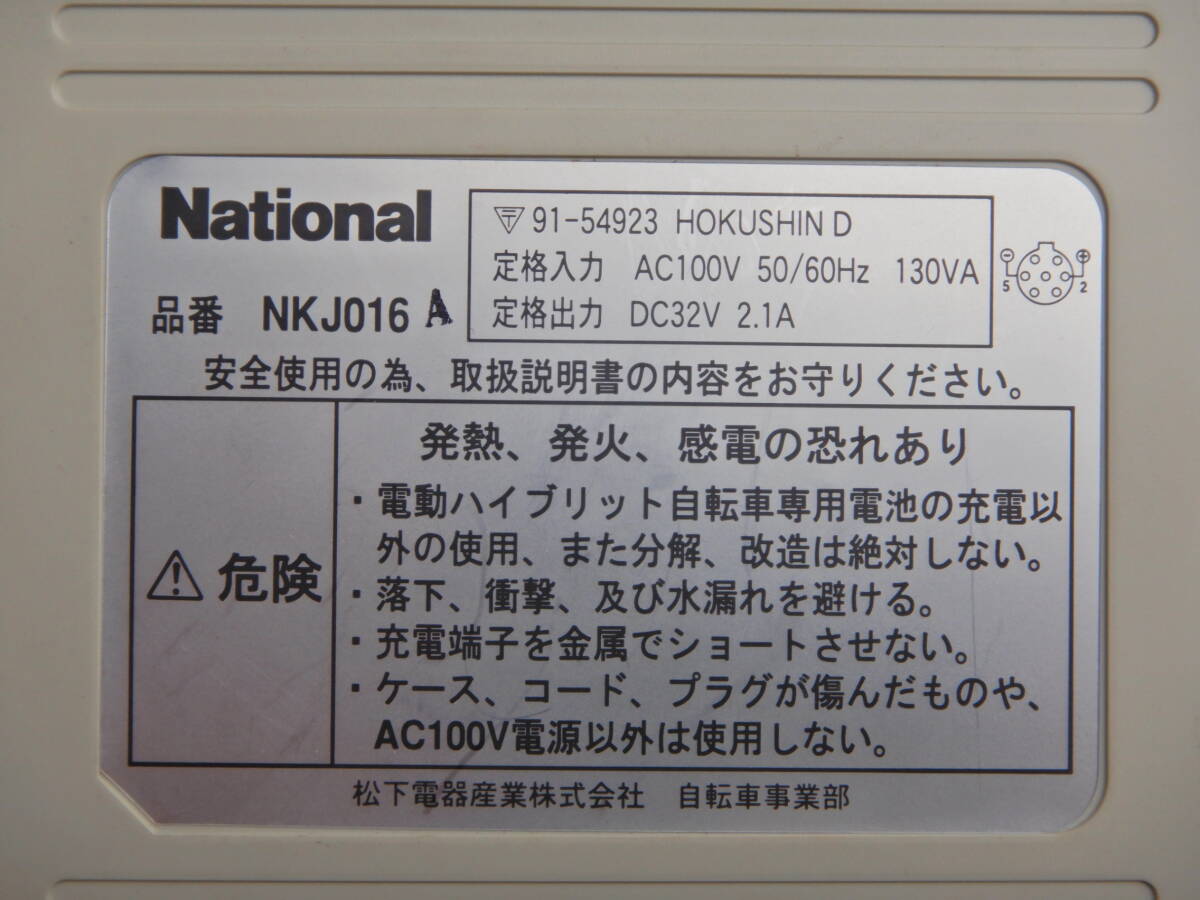 National
品番 NKJ016 A
〒91-54923 HOKUSHIN D
定格入力 AC100V 50/60Hz 130VA
定格出力 DC32V 2.1A
⊖ ⊕
5 2
安全使用の為、取扱説明書の内容をお守りください。
⚠危険
発熱、発火、感電の恐れあり
・電動ハイブリット自転車専用電池の充電以
外の使用、また分解、改造は絶対しない。
・落下、衝撃、及び水漏れを避ける。
・充電端子を金属でショートさせない。
・ケース、コード、プラグが傷んだものや、
AC100V電源以外は使用しない。
松下電器産業株式会社 自転車事業部